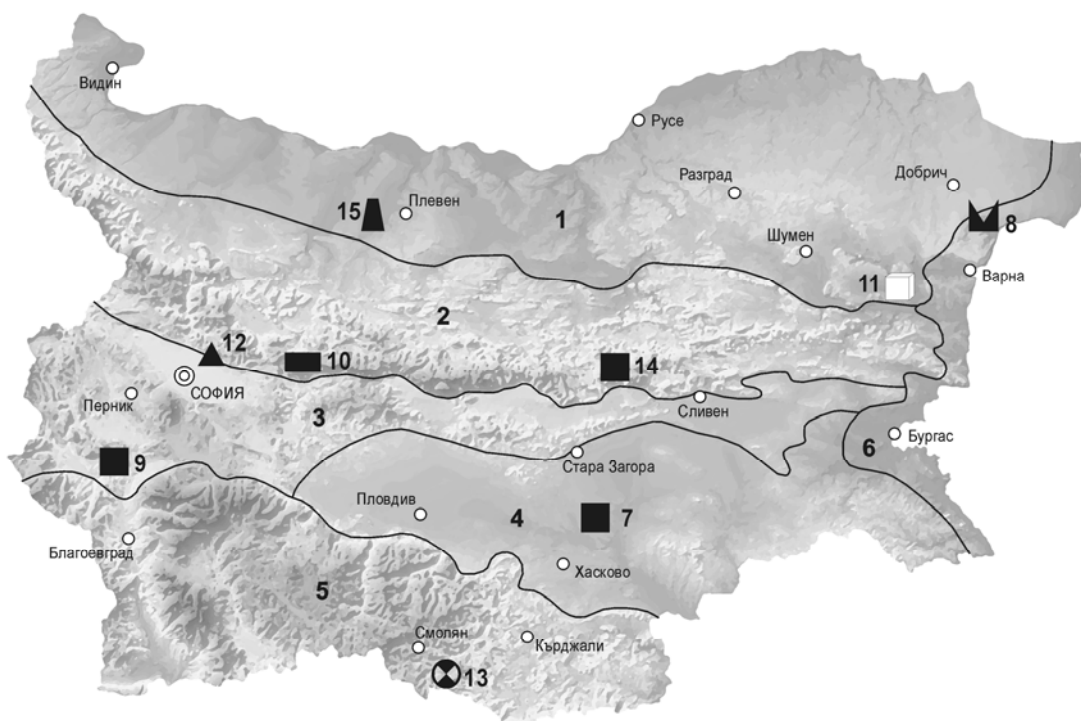 Видин
Русе
Разград
Добрич
15
Плевен
1
8
Шумен
11
Варна
2
12
10
14
СОФИЯ
Перник
3
Сливен
6
Бургас
9
Стара Загора
Пловдив
4
7
Благоевград
5
Хасково
Смолян
Кърджали
13